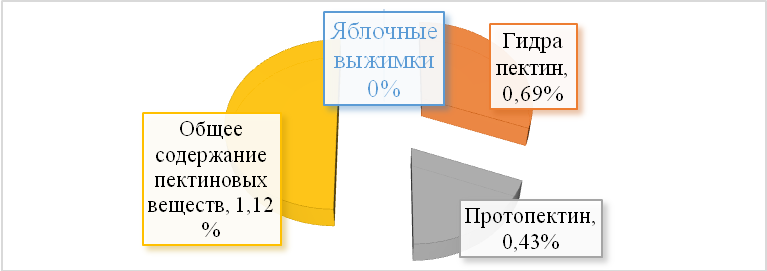 Яблочные
выжимки
0%
Гидра
пектин,
0,69%
Общее
содержание
пектиновых
веществ, 1,12
%
Протопектин,
0,43%